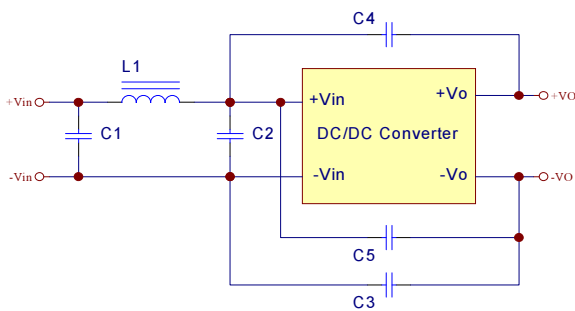 C4
L1
+Vin
+Vin
+Vo
+VO
C1
C2
DC/DC Converter
-Vin
-Vin
-Vo
-VO
C5
C3